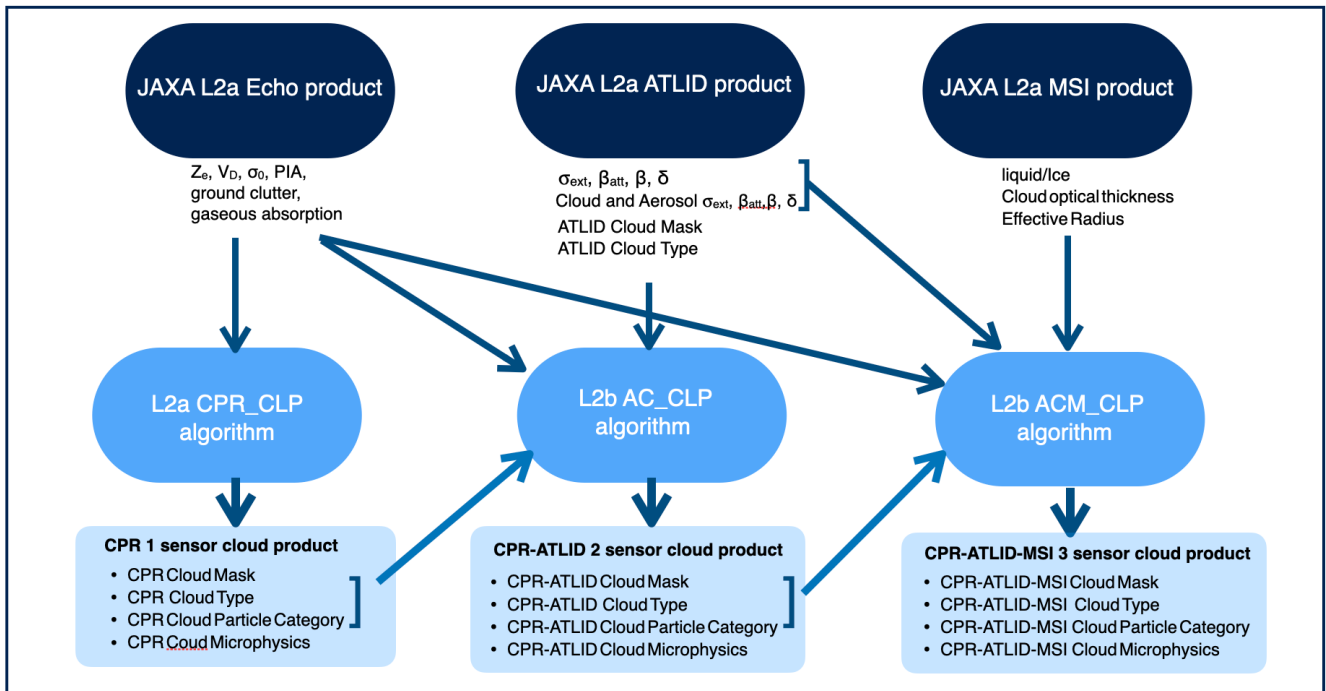 JAXA L2a Echo product
JAXA L2a ATLID product
JAXA L2a MSI product
Zₑ, V_D, σ₀, PIA,
ground clutter,
gaseous absorption
σₑₓₜ, βₐₜₜ, β, δ
Cloud and Aerosol σₑₓₜ, βₐₜₜ,β, δ
ATLID Cloud Mask
ATLID Cloud Type
liquid/Ice
Cloud optical thickness
Effective Radius
L2a CPR_CLP
algorithm
L2b AC_CLP
algorithm
L2b ACM_CLP
algorithm
CPR 1 sensor cloud product
• CPR Cloud Mask
• CPR Cloud Type
• CPR Cloud Particle Category
• CPR Coud Microphysics
CPR-ATLID 2 sensor cloud product
• CPR-ATLID Cloud Mask
• CPR-ATLID Cloud Type
• CPR-ATLID Cloud Particle Category
• CPR-ATLID Cloud Microphysics
CPR-ATLID-MSI 3 sensor cloud product
• CPR-ATLID-MSI Cloud Mask
• CPR-ATLID-MSI Cloud Type
• CPR-ATLID-MSI Cloud Particle Category
• CPR-ATLID-MSI Cloud Microphysics